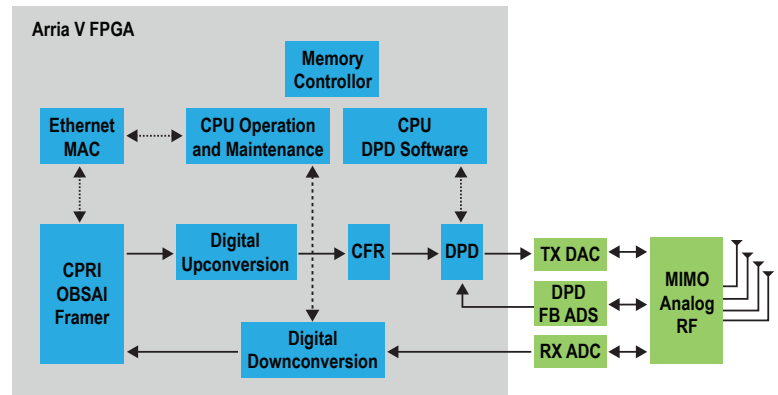 Arria V FPGA
Memory
Controllor
Ethernet
MAC
CPU Operation
and Maintenance
CPU
DPD Software
CPRI
OBSAI
Framer
Digital
Upconversion
CFR
DPD
TX DAC
DPD
FB ADS
RX ADC
MIMO
Analog
RF
Digital
Downconversion